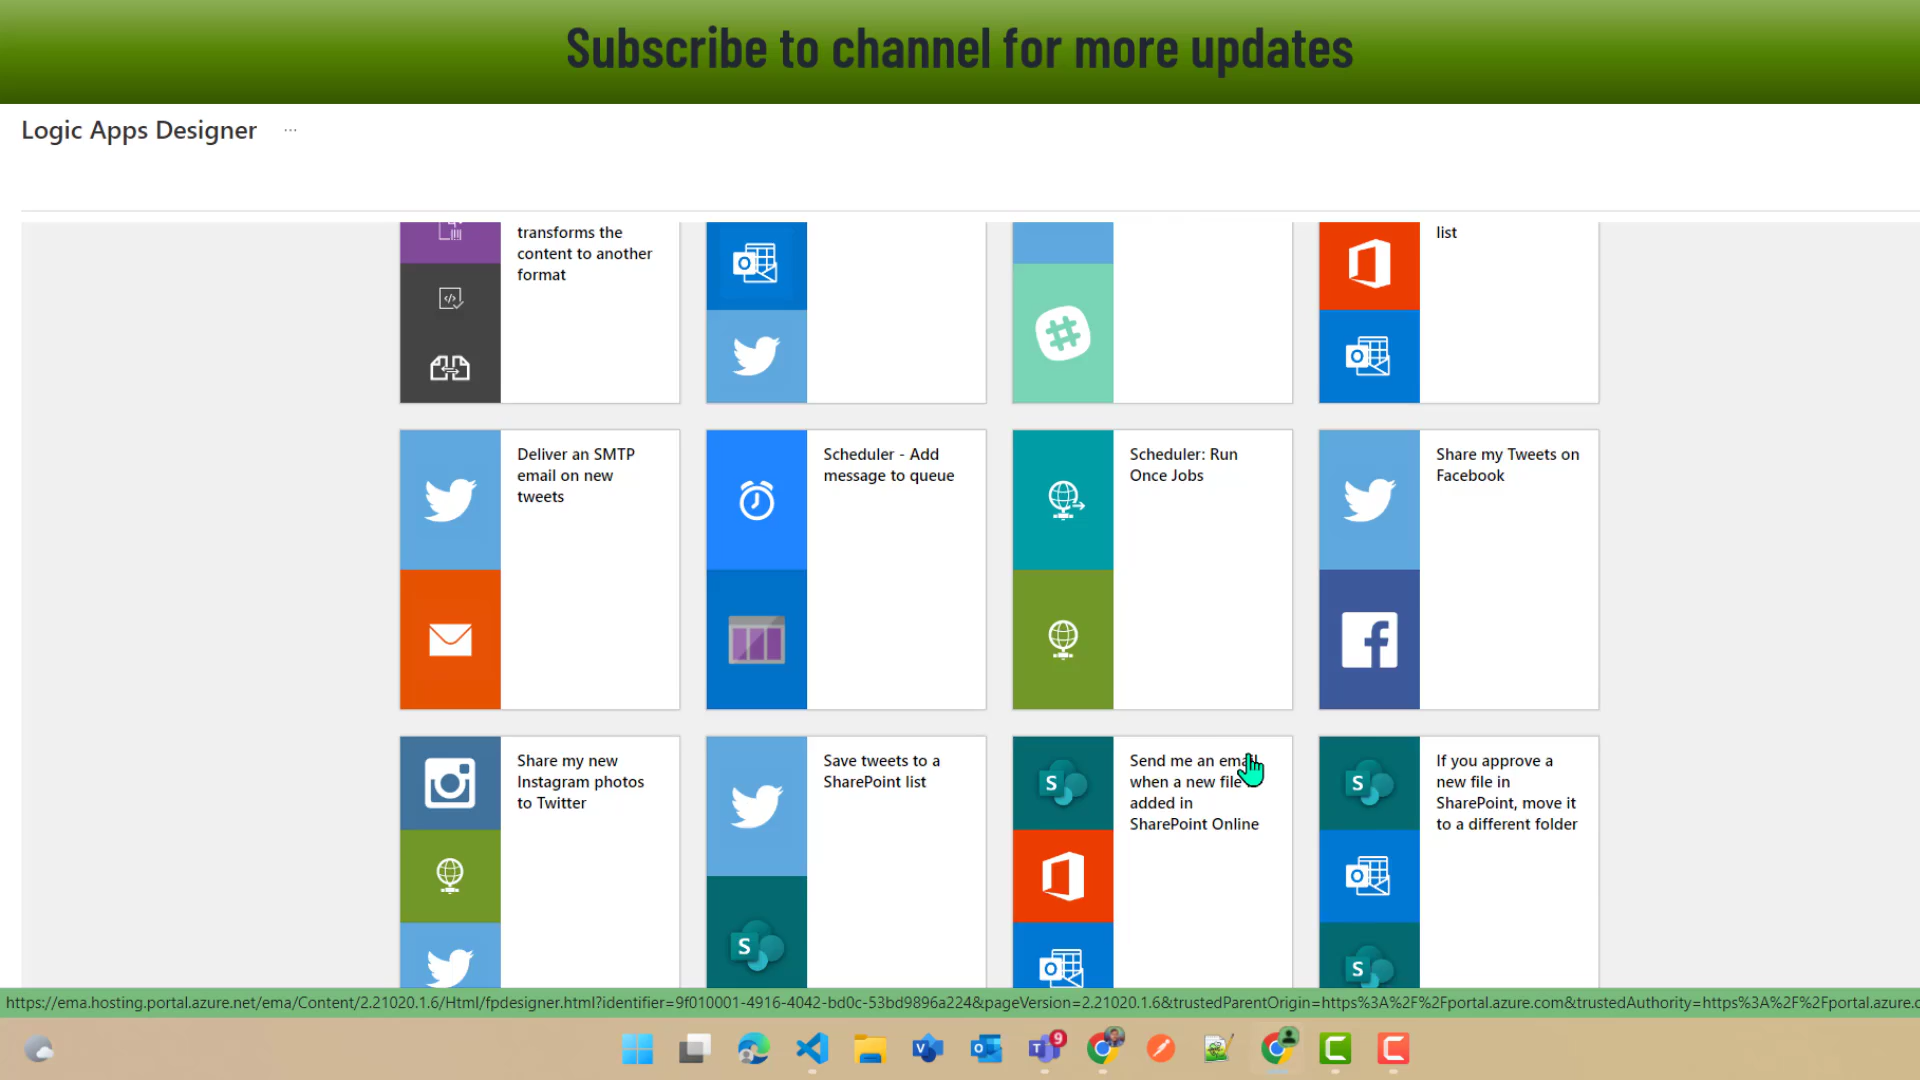 Subscribe to channel for more updates
Logic Apps Designer ...
transforms the
content to another
format
list
Deliver an SMTP
email on new
tweets
Scheduler - Add
message to queue
Scheduler: Run
Once Jobs
Share my Tweets on
Facebook
Share my new
Instagram photos
to Twitter
Save tweets to a
SharePoint list
Send me an email
when a new file
added in
SharePoint Online
If you approve a
new file in
SharePoint, move it
to a different folder
https://ema.hosting.portal.azure.net/ema/Content/2.21020.1.6/Html/fpdesigner.html?identifier=9f010001-4916-4042-bd0c-53bd9896a224&pageVersion=2.21020.1.6&trustedParentOrigin=https%3A%2F%2Fportal.azure.com&trustedAuthority=https%3A%2F%2Fportal.azure.c
9